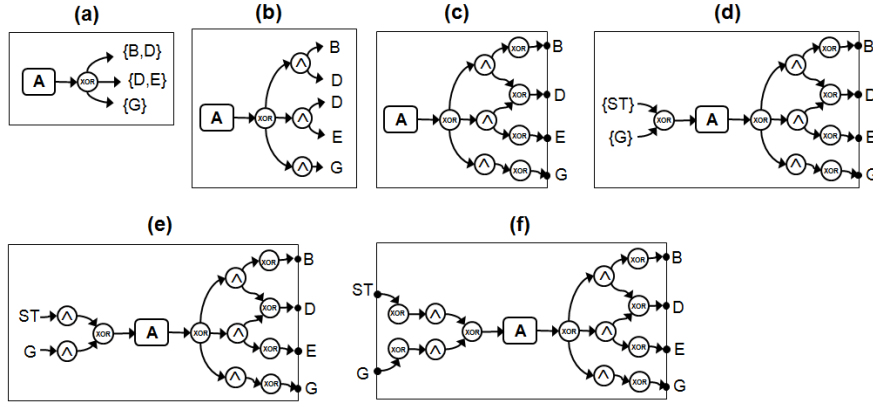 (a)
A
XOR
{B,D}
{D,E}
{G}
(b)
A
XOR
∧
∧
∧
B
D
D
E
G
(c)
A
XOR
∧
∧
∧
XOR
XOR
XOR
XOR
B
D
E
G
(d)
{ST}
{G}
XOR
A
XOR
∧
∧
∧
XOR
XOR
XOR
XOR
B
D
E
G
(e)
ST
G
∧
∧
XOR
A
XOR
∧
∧
∧
XOR
XOR
XOR
XOR
B
D
E
G
(f)
ST
G
XOR
XOR
∧
∧
XOR
A
XOR
∧
∧
∧
XOR
XOR
XOR
XOR
B
D
E
G